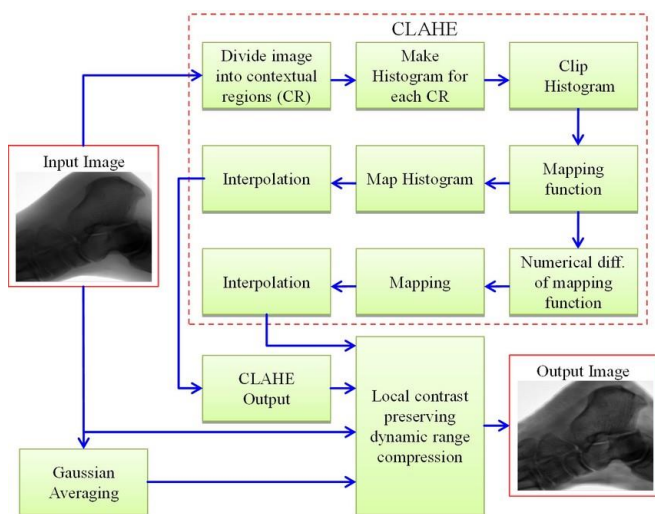 CLAHE
Divide image
into contextual
regions (CR)
Make
Histogram for
each CR
Clip
Histogram
Input Image
Interpolation
Map Histogram
Mapping
function
Interpolation
Mapping
Numerical diff.
of mapping
function
CLAHE
Output
Local contrast
preserving
dynamic range
compression
Output Image
Gaussian
Averaging